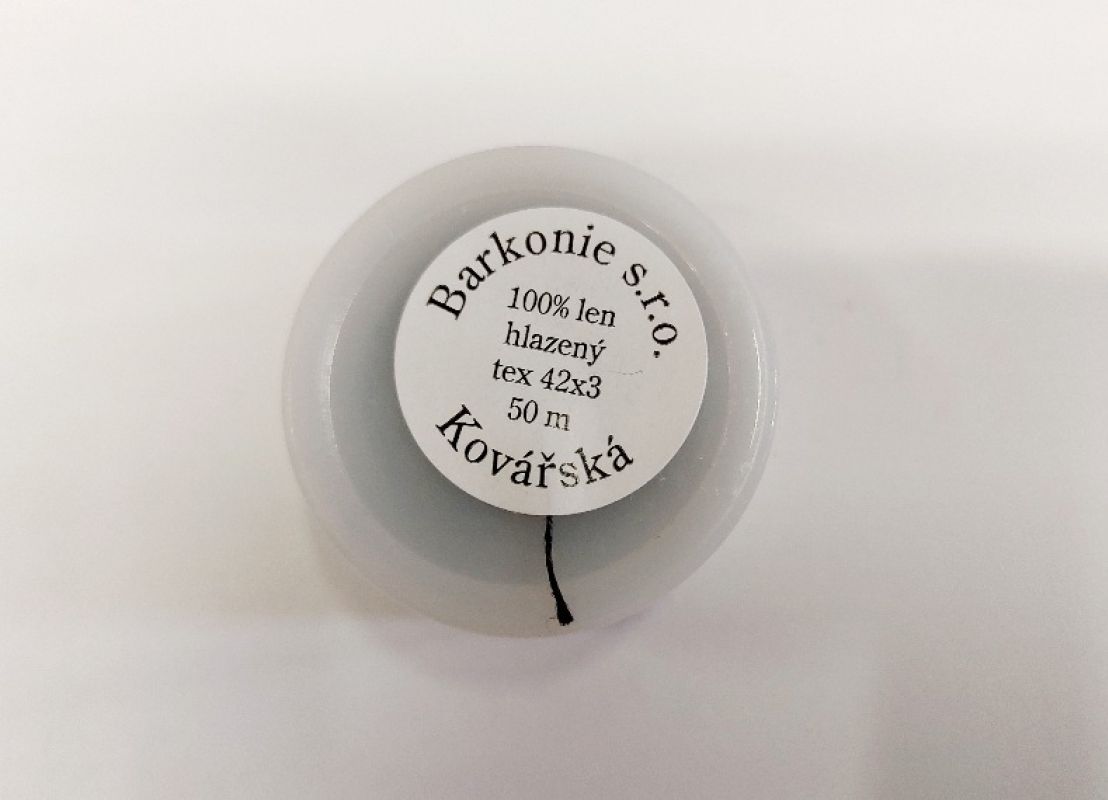 Barkonie s.r.o.
100% len
hlazený
tex 42x3
50 m
Kovářská